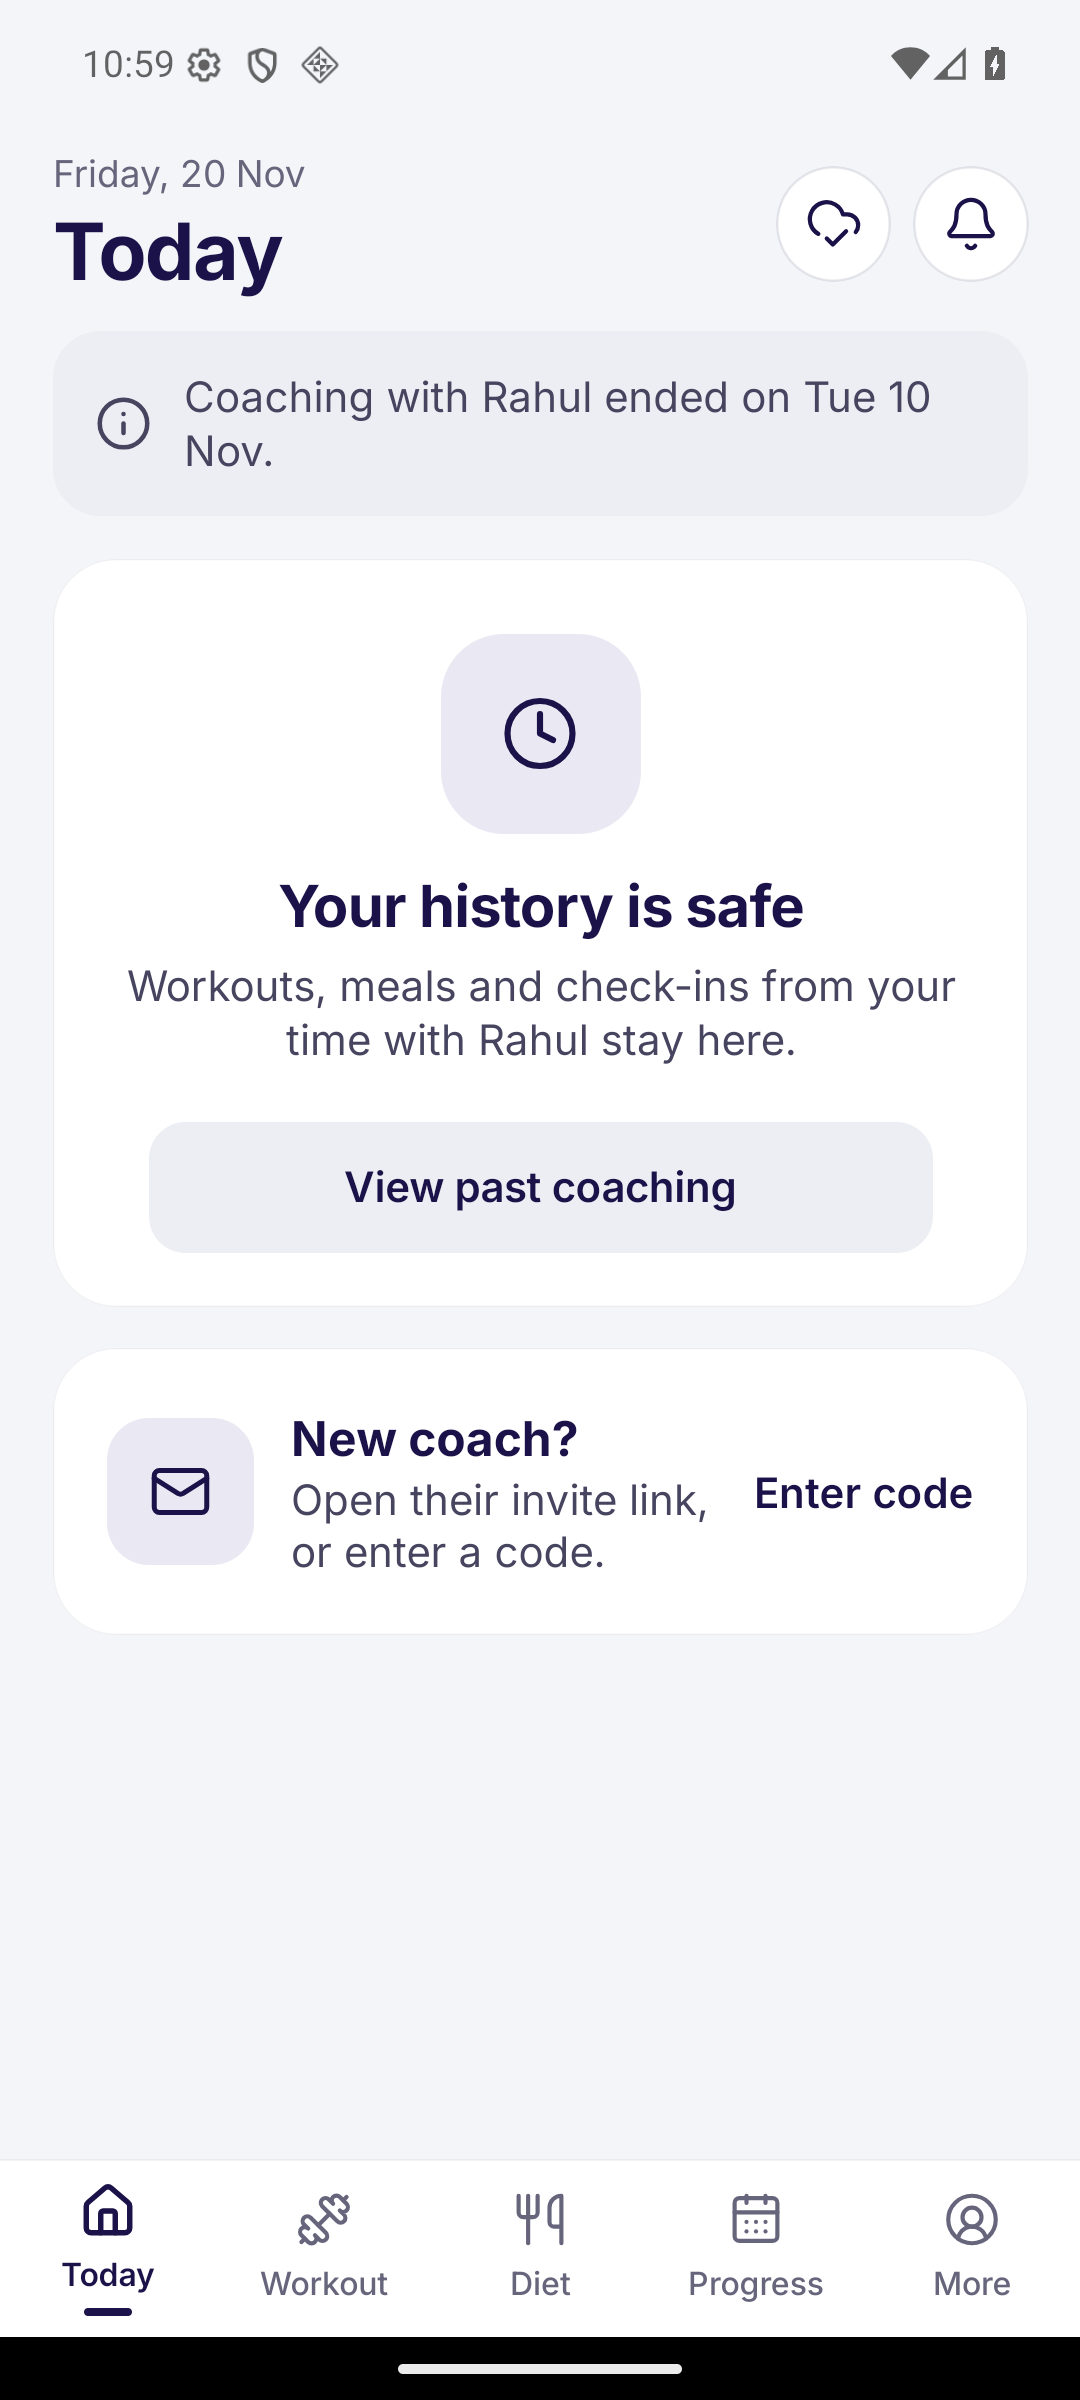 10:59
Friday, 20 Nov
Today
Coaching with Rahul ended on Tue 10
Nov.
Your history is safe
Workouts, meals and check-ins from your
time with Rahul stay here.
View past coaching
New coach?
Open their invite link,
or enter a code.
Enter code
Today
Workout
Diet
Progress
More